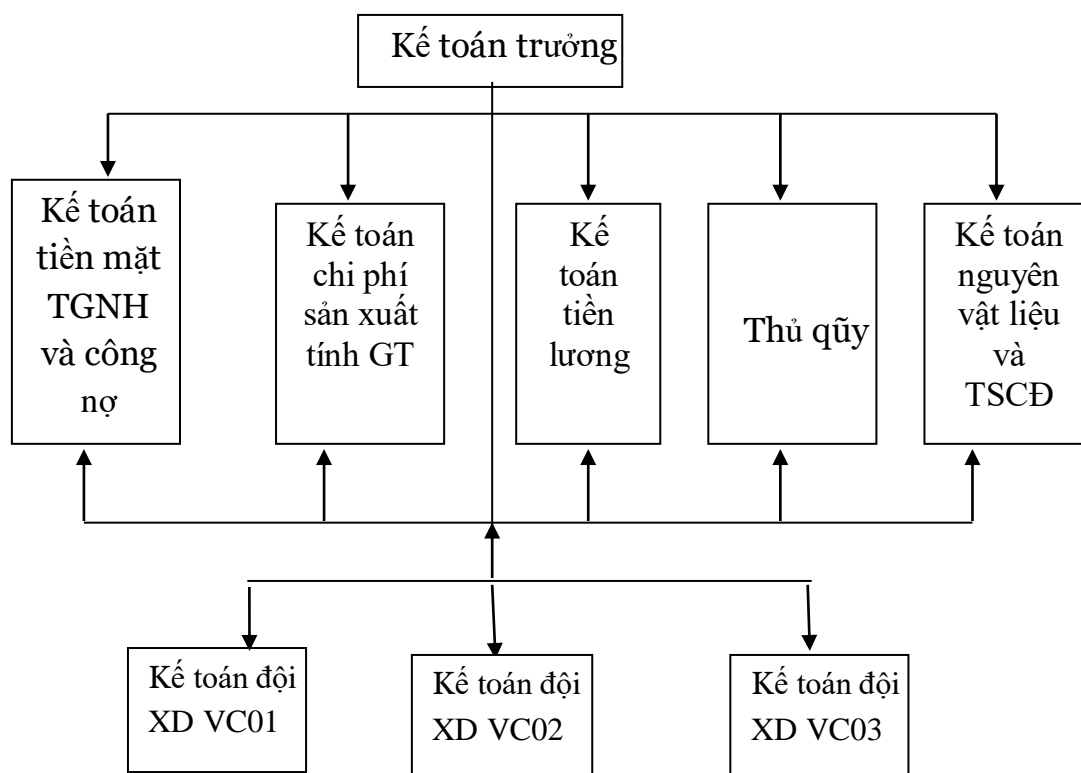 Kế toán trưởng
Kế toán
tiền mặt
TGNH
và công
nợ
Kế toán
chi phí
sản xuất
tính GT
Kế
toán
tiền
lương
Thủ qũy
Kế toán
nguyên
vật liệu
và
TSCĐ
Kế toán đội
XD VC01
Kế toán đội
XD VC02
Kế toán đội
XD VC03